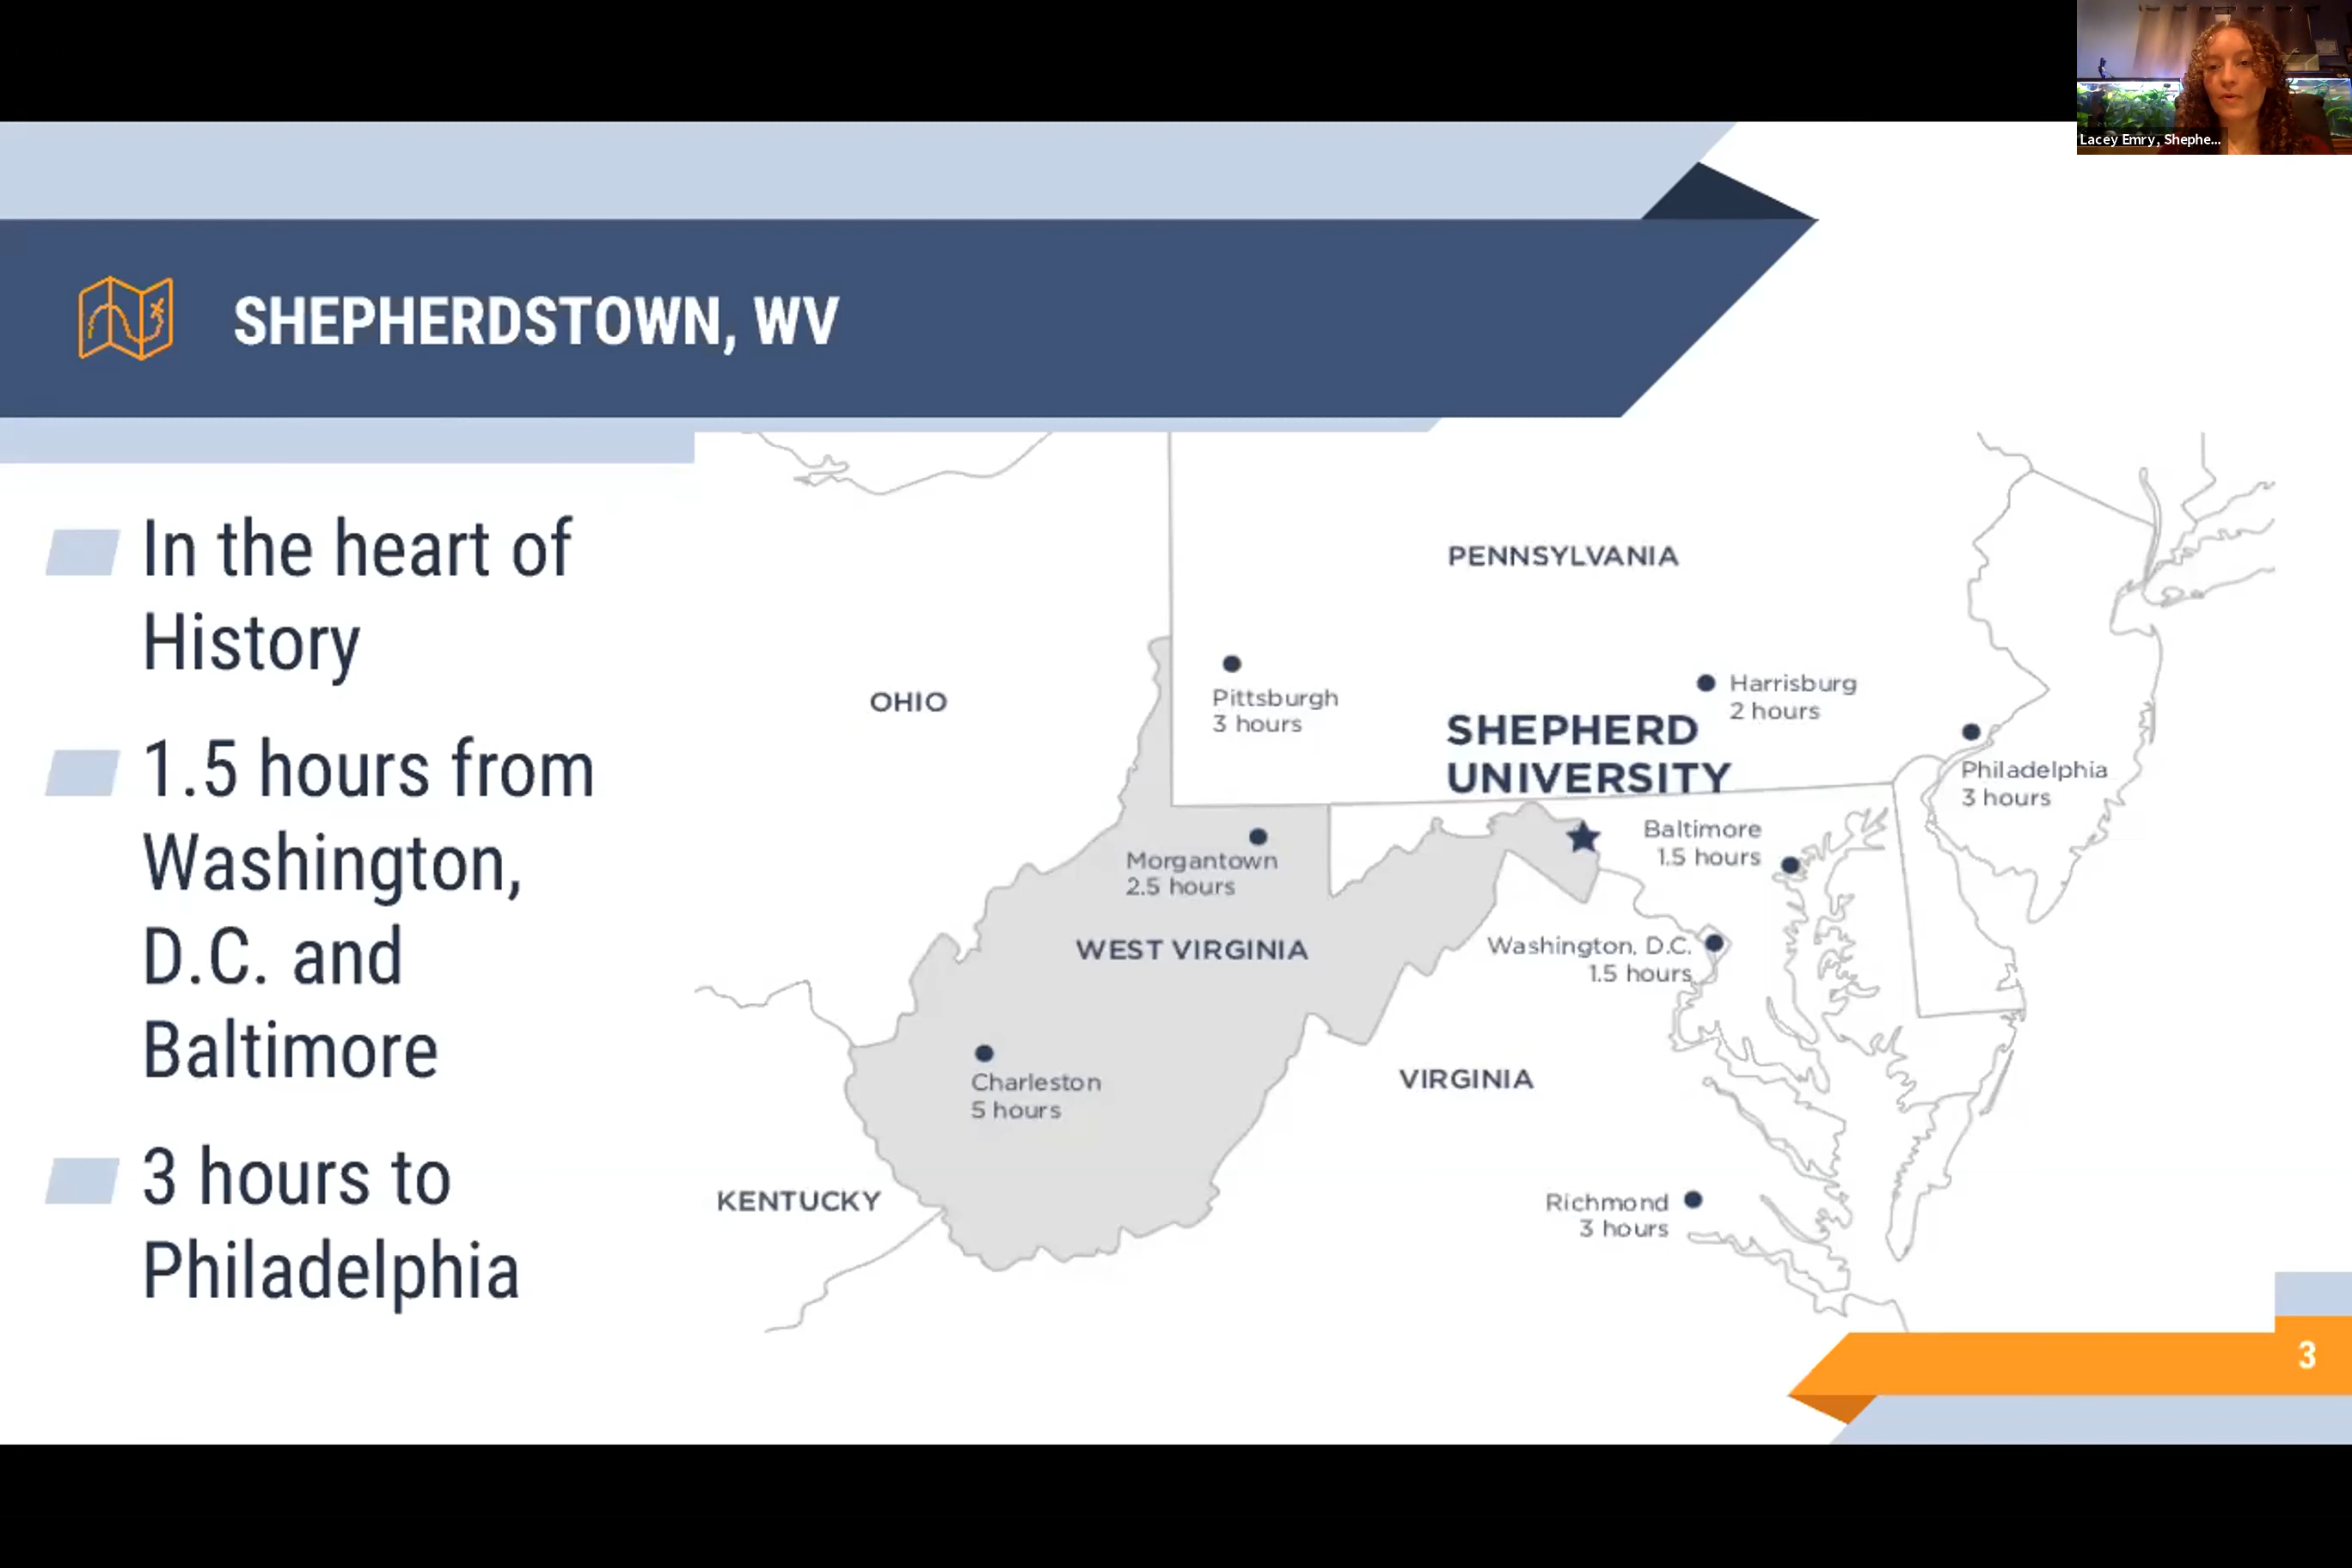 Lacey Emry, Shephe...
SHEPHERDSTOWN, WV
In the heart of
History
1.5 hours from
Washington,
D.C. and
Baltimore
3 hours to
Philadelphia
PENNSYLVANIA
OHIO
Pittsburgh
3 hours
Harrisburg
2 hours
SHEPHERD
UNIVERSITY
Philadelphia
3 hours
Baltimore
1.5 hours
Morgantown
2.5 hours
WEST VIRGINIA
Washington, D.C.
1.5 hours
Charleston
5 hours
VIRGINIA
KENTUCKY
Richmond
3 hours
3